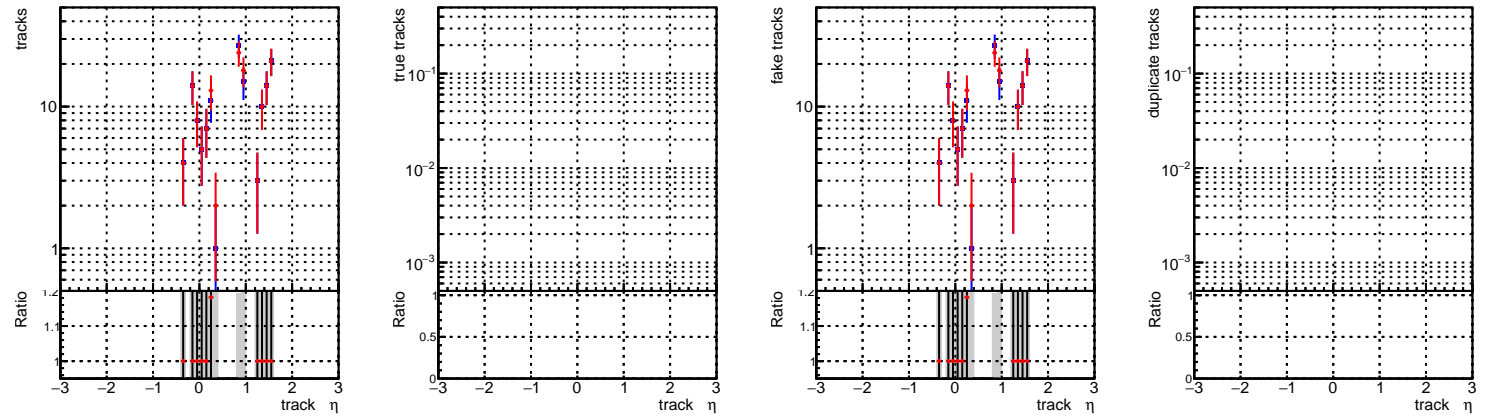 tracks
10
1
Ratio
1.2
1.1
1
−3 −2 −1 0 1 2 3
track η
true tracks
10−1
10−2
10−3
Ratio
1
0.5
0
−3 −2 −1 0 1 2 3
track η
fake tracks
10
1
Ratio
1.2
1.1
1
−3 −2 −1 0 1 2 3
track η
duplicate tracks
10−1
10−2
10−3
Ratio
1
0.5
0
−3 −2 −1 0 1 2 3
track η